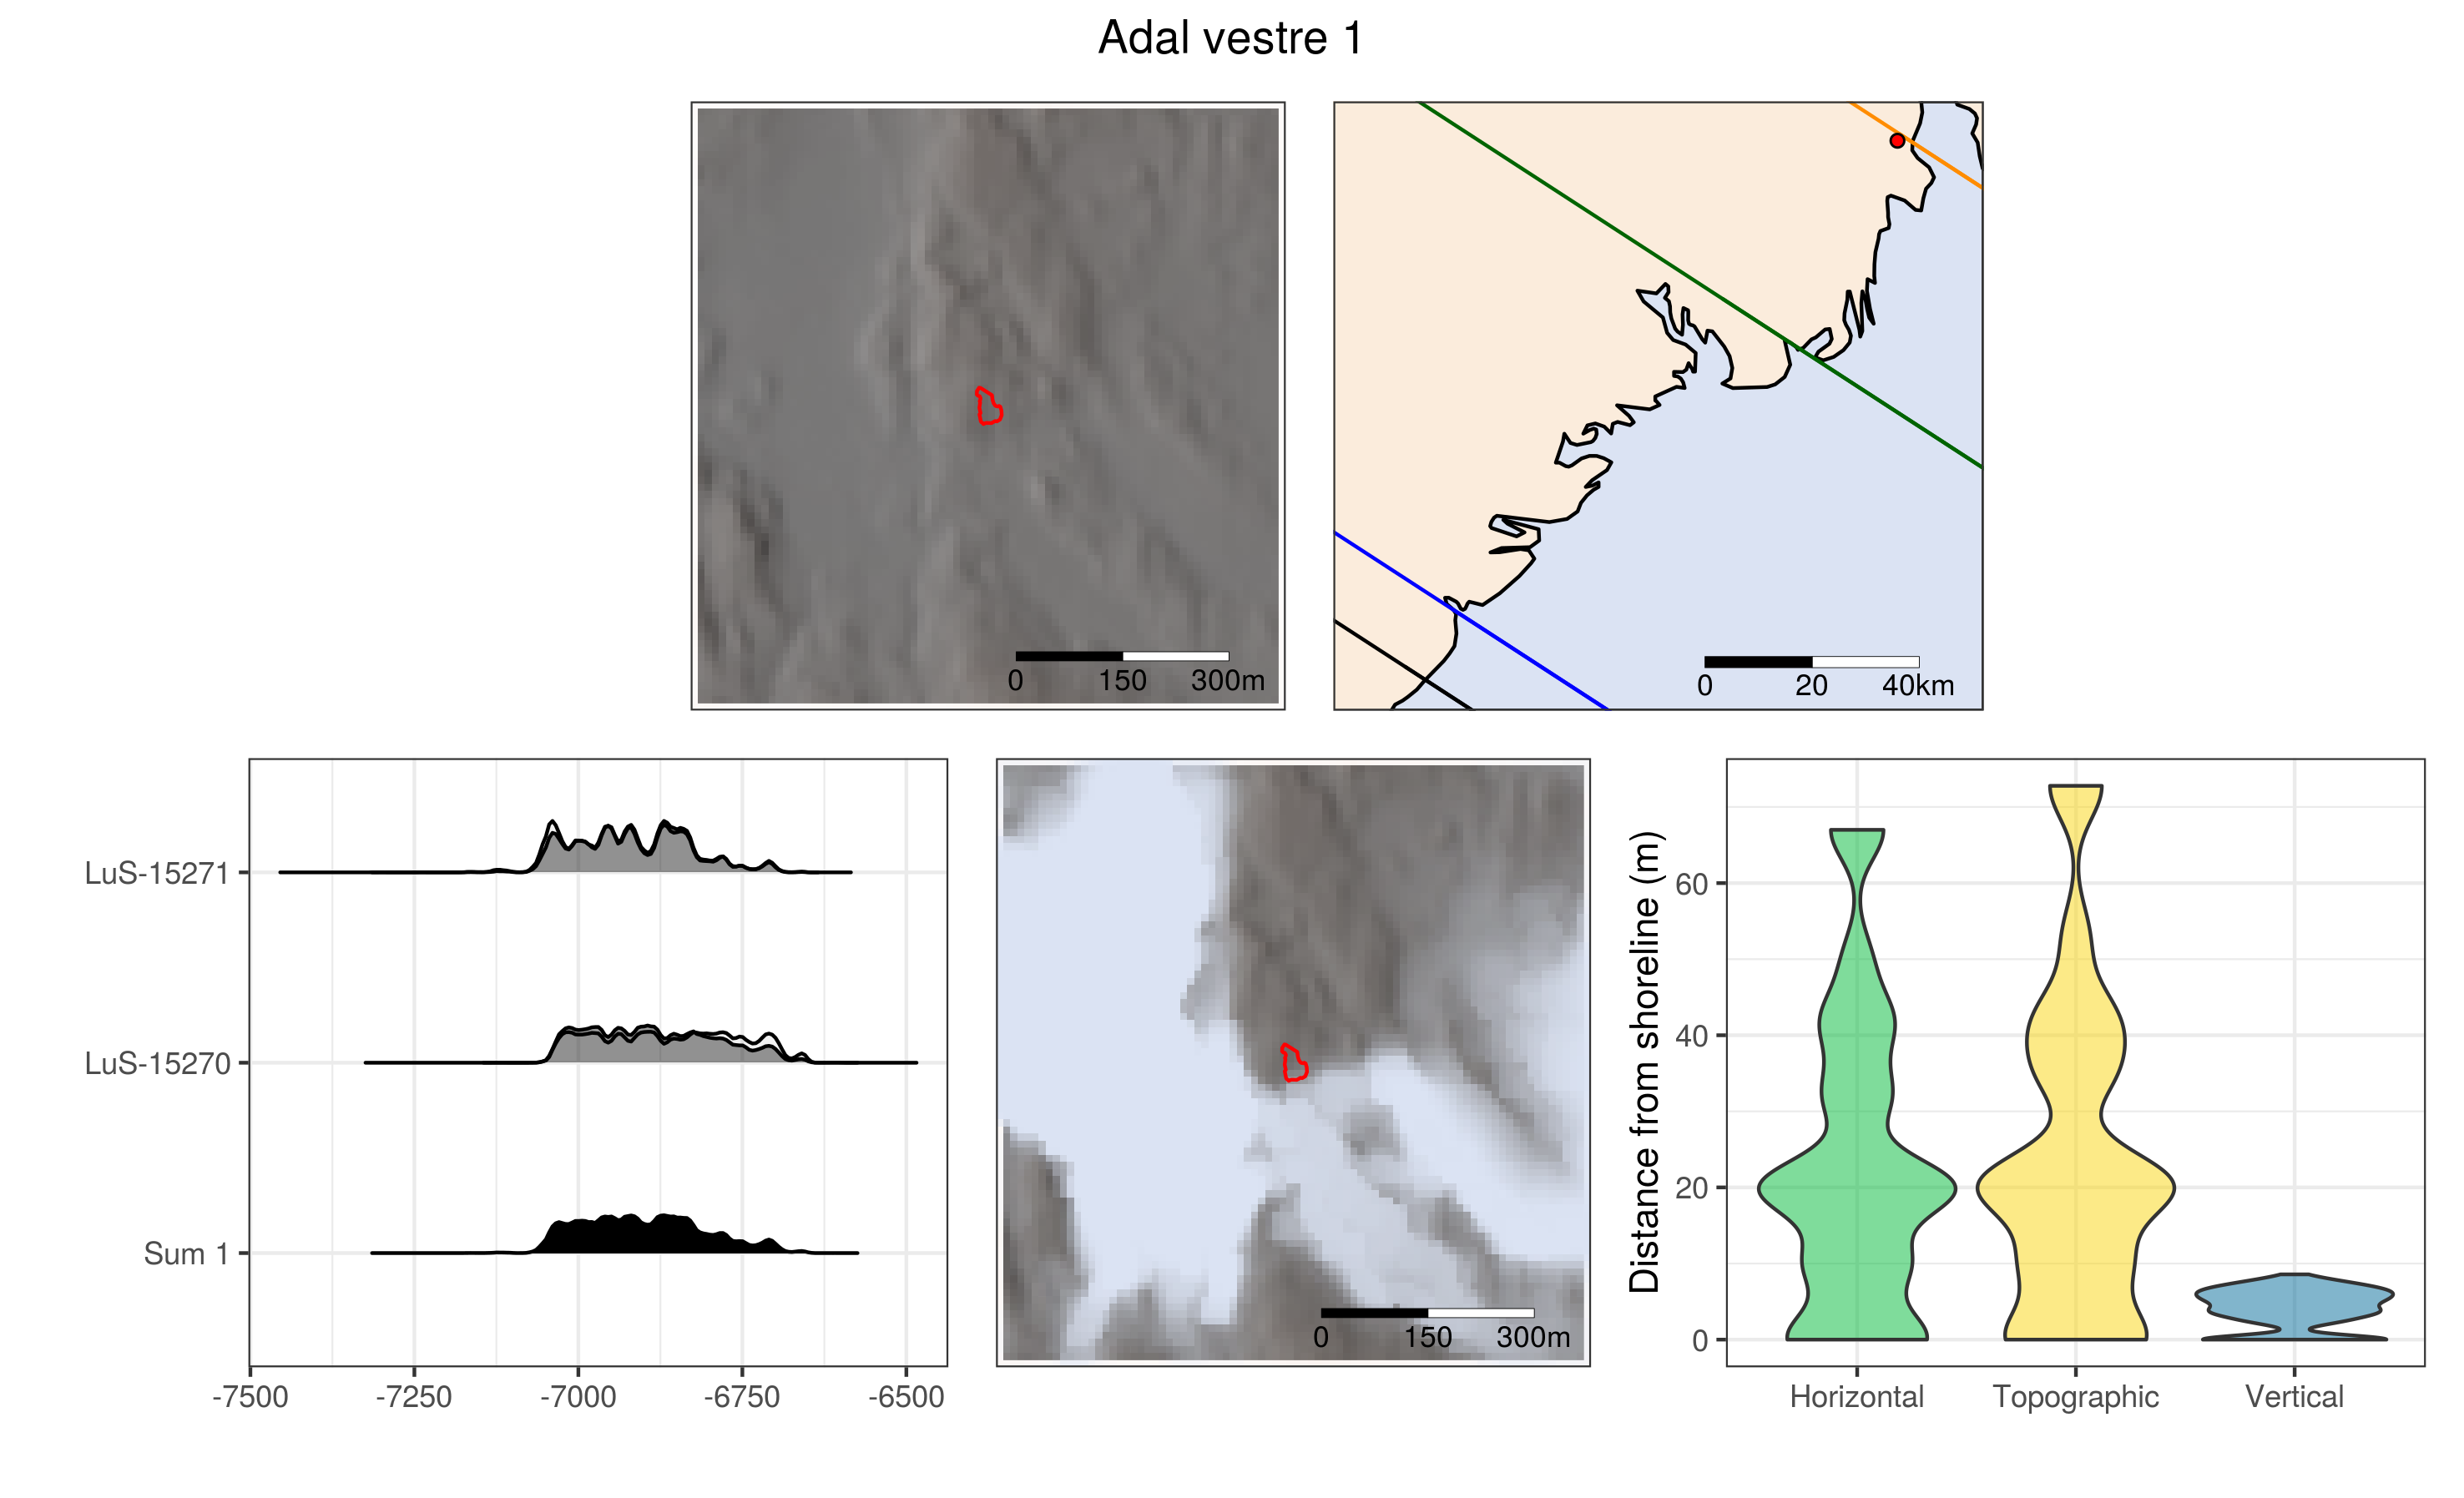 Adal vestre 1
0 150 300m
0 20 40km
LuS-15271
LuS-15270
Sum 1
-7500 -7250 -7000 -6750 -6500
0 150 300m
Distance from shoreline (m)
60
40
20
0
Horizontal Topographic Vertical